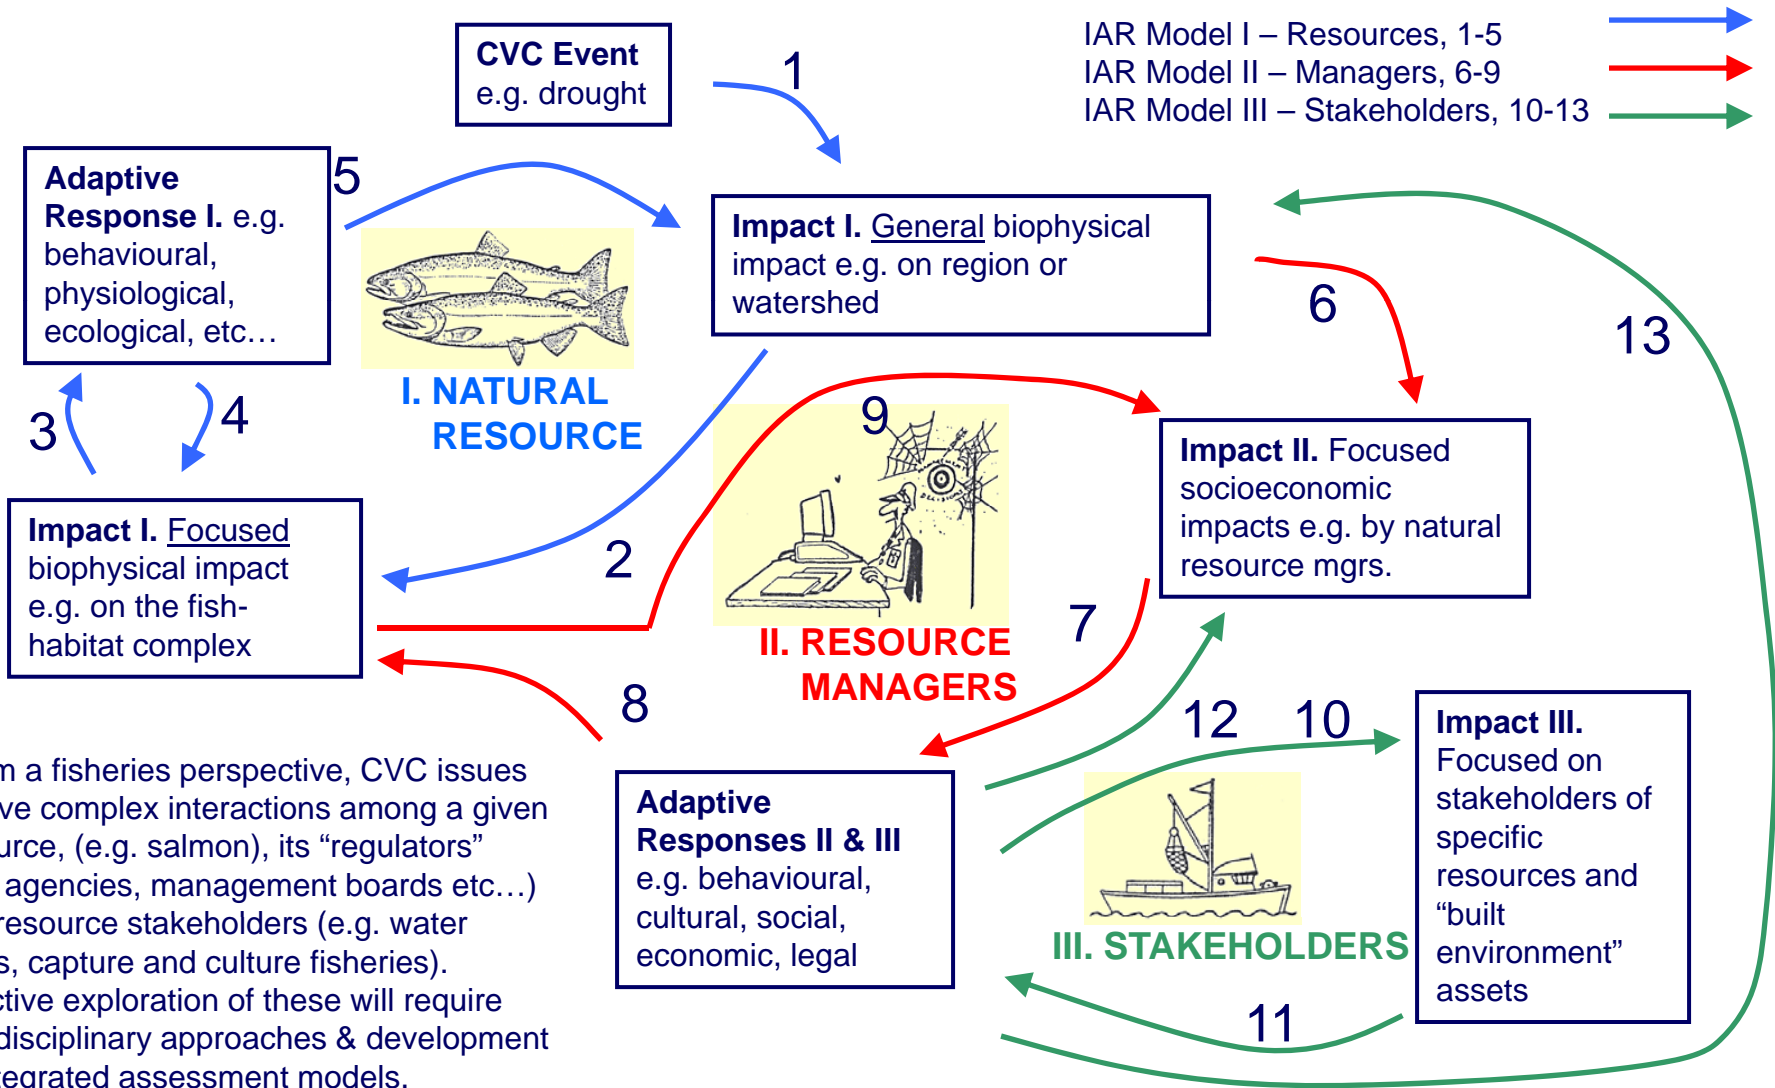 CVC Event
e.g. drought
1
IAR Model I – Resources, 1-5
IAR Model II – Managers, 6-9
IAR Model III – Stakeholders, 10-13
Adaptive
Response I. e.g.
behavioural,
physiological,
ecological, etc…
5
Impact I. General biophysical
impact e.g. on region or
watershed
6
13
I. NATURAL
RESOURCE
3
4
9
Impact II. Focused
socioeconomic
impacts e.g. by natural
resource mgrs.
Impact I. Focused
biophysical impact
e.g. on the fish-
habitat complex
2
7
II. RESOURCE
MANAGERS
8
12
10
Impact III.
Focused on
stakeholders of
specific
resources and
“built
environment”
assets
a fisheries perspective, CVC issues
complex interactions among a given
(e.g. salmon), its “regulators”
agencies, management boards etc…)
resource stakeholders (e.g. water
capture and culture fisheries).
exploration of these will require
disciplinary approaches & development
assessment models.
Adaptive
Responses II & III
e.g. behavioural,
cultural, social,
economic, legal
III. STAKEHOLDERS
11